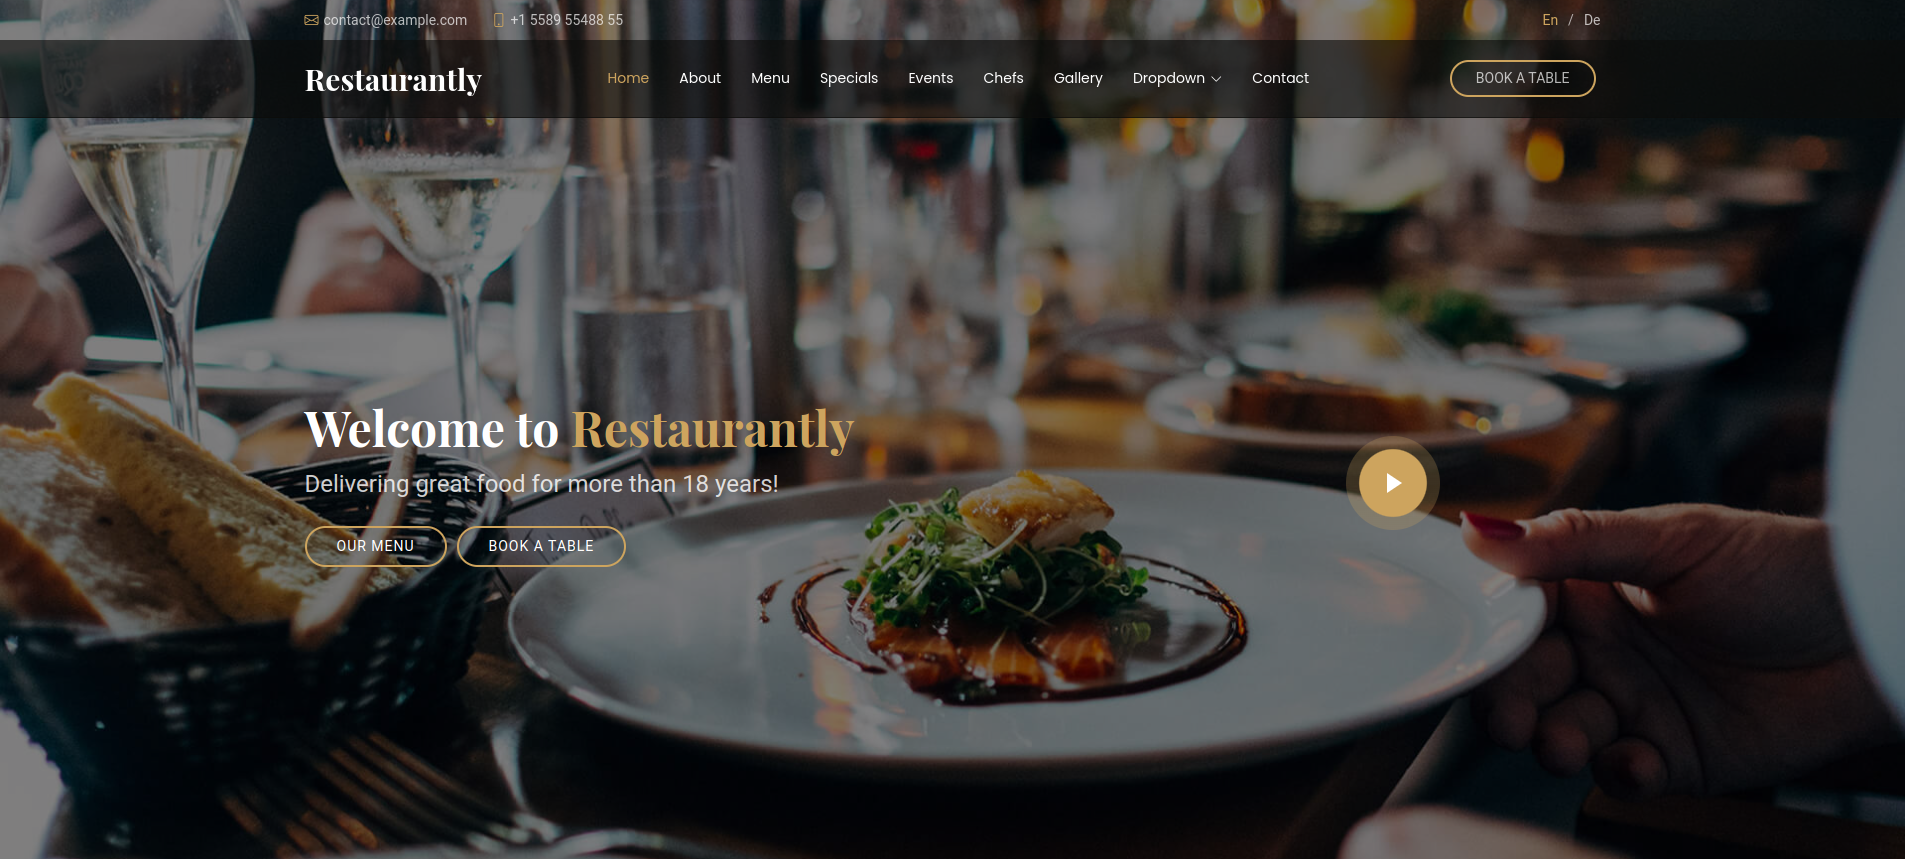 contact@example.com +1 5589 55488 55 En / De
Restaurantly Home About Menu Specials Events Chefs Gallery Dropdown Contact BOOK A TABLE
Welcome to Restaurantly
Delivering great food for more than 18 years!
OUR MENU BOOK A TABLE